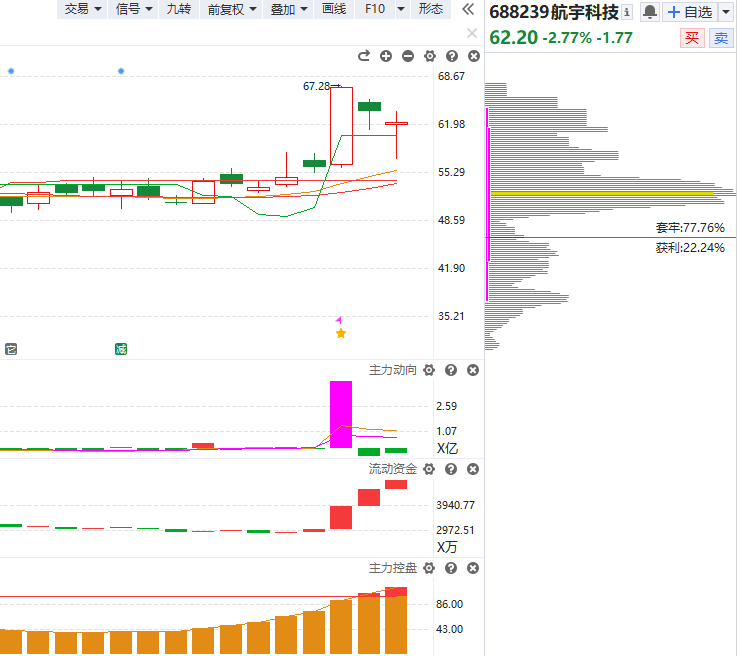 交易 信号 九转 前复权 叠加 画线 F10 形态
688239航宇科技 自选
62.20 -2.77% -1.77 买 卖
67.28
68.67
61.98
55.29
48.59
41.90
35.21
套牢:77.76%
获利:22.24%
减
主力动向
2.59
1.07
X亿
流动资金
3940.77
2972.51
X万
主力控盘
86.00
43.00